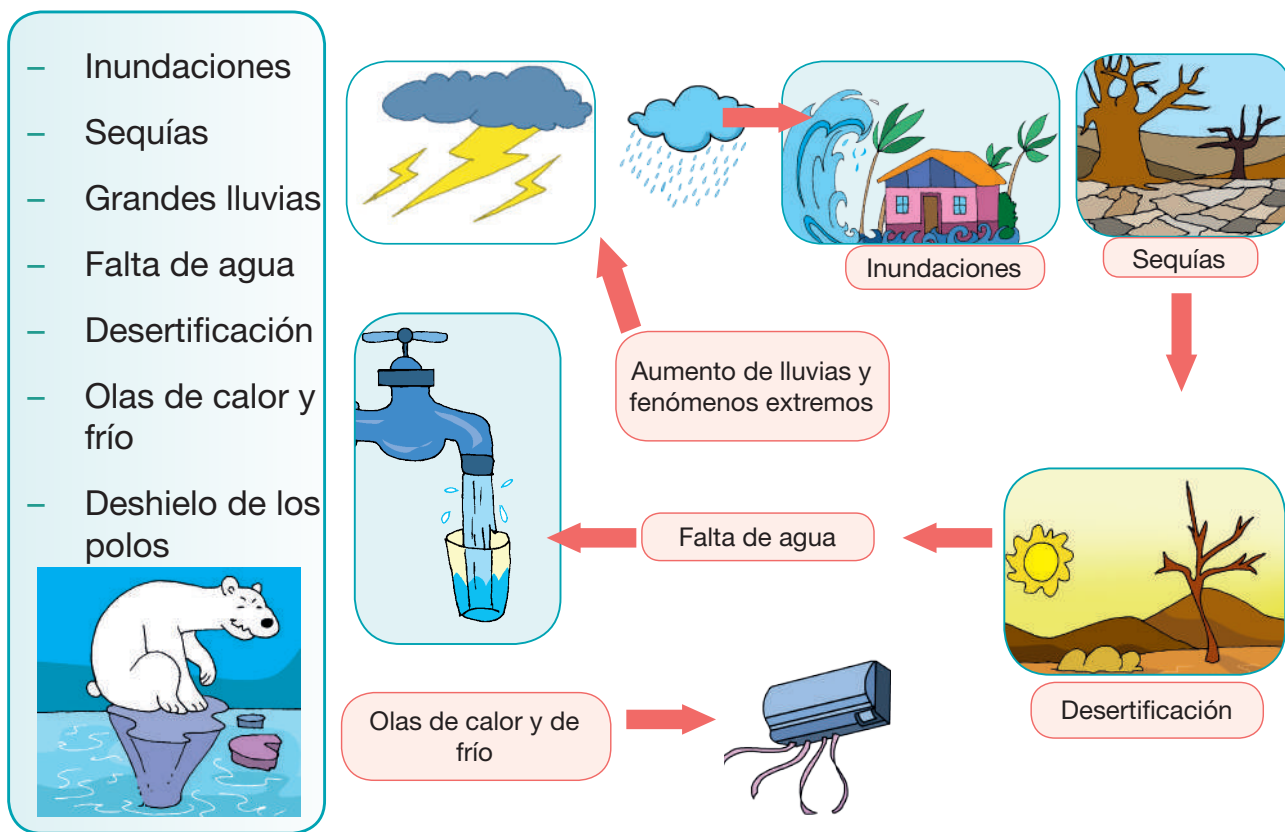 – Inundaciones
– Sequías
– Grandes lluvias
– Falta de agua
– Desertificación
– Olas de calor y
frío
– Deshielo de los
polos
Inundaciones
Sequías
Aumento de lluvias y
fenómenos extremos
Falta de agua
Desertificación
Olas de calor y de
frío